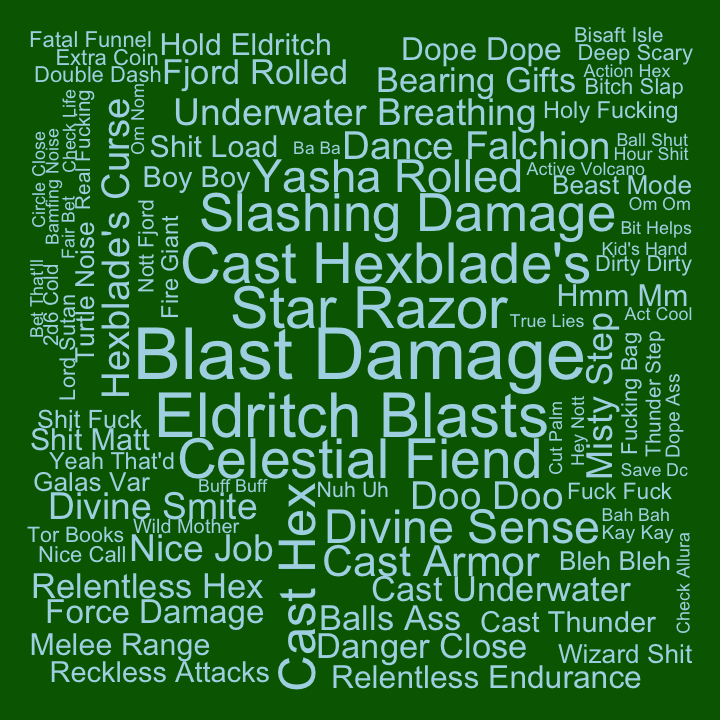 Fatal Funnel
Hold Eldritch
Dope Dope
Bisaft Isle
Extra Coin
Deep Scary
Double Dash
Fjord Rolled
Bearing Gifts
Action Hex
Bitch Slap
Check Life
Real Fucking
Hexblade's Curse
Om Nom
Underwater Breathing
Holy Fucking
Circle Close
Bamfing Noise
Fair Bet
Shit Load
Ba Ba
Dance Falchion
Ball Shut
Hour Shit
Boy Boy
Yasha Rolled
Active Volcano
Beast Mode
Om Om
Turtle Noise
Nott Fjord
Fire Giant
Slashing Damage
Bit Helps
Bet That'll
2d6 Cold
Lord Sutan
Cast Hexblade's
Kid's Hand
Dirty Dirty
Star Razor
Hmm Mm
True Lies
Act Cool
Blast Damage
Misty Step
Fucking Bag
Thunder Step
Dope Ass
Eldritch Blasts
Cut Palm
Hey Nott
Shit Fuck
Shit Matt
Celestial Fiend
Yeah That'd
Save Dc
Galas Var
Buff Buff
Nuh Uh
Doo Doo
Fuck Fuck
Divine Smite
Cast Hex
Divine Sense
Bah Bah
Tor Books
Wild Mother
Kay Kay
Nice Call
Nice Job
Cast Armor
Bleh Bleh
Check Allura
Relentless Hex
Cast Underwater
Force Damage
Balls Ass
Cast Thunder
Melee Range
Danger Close
Wizard Shit
Reckless Attacks
Relentless Endurance